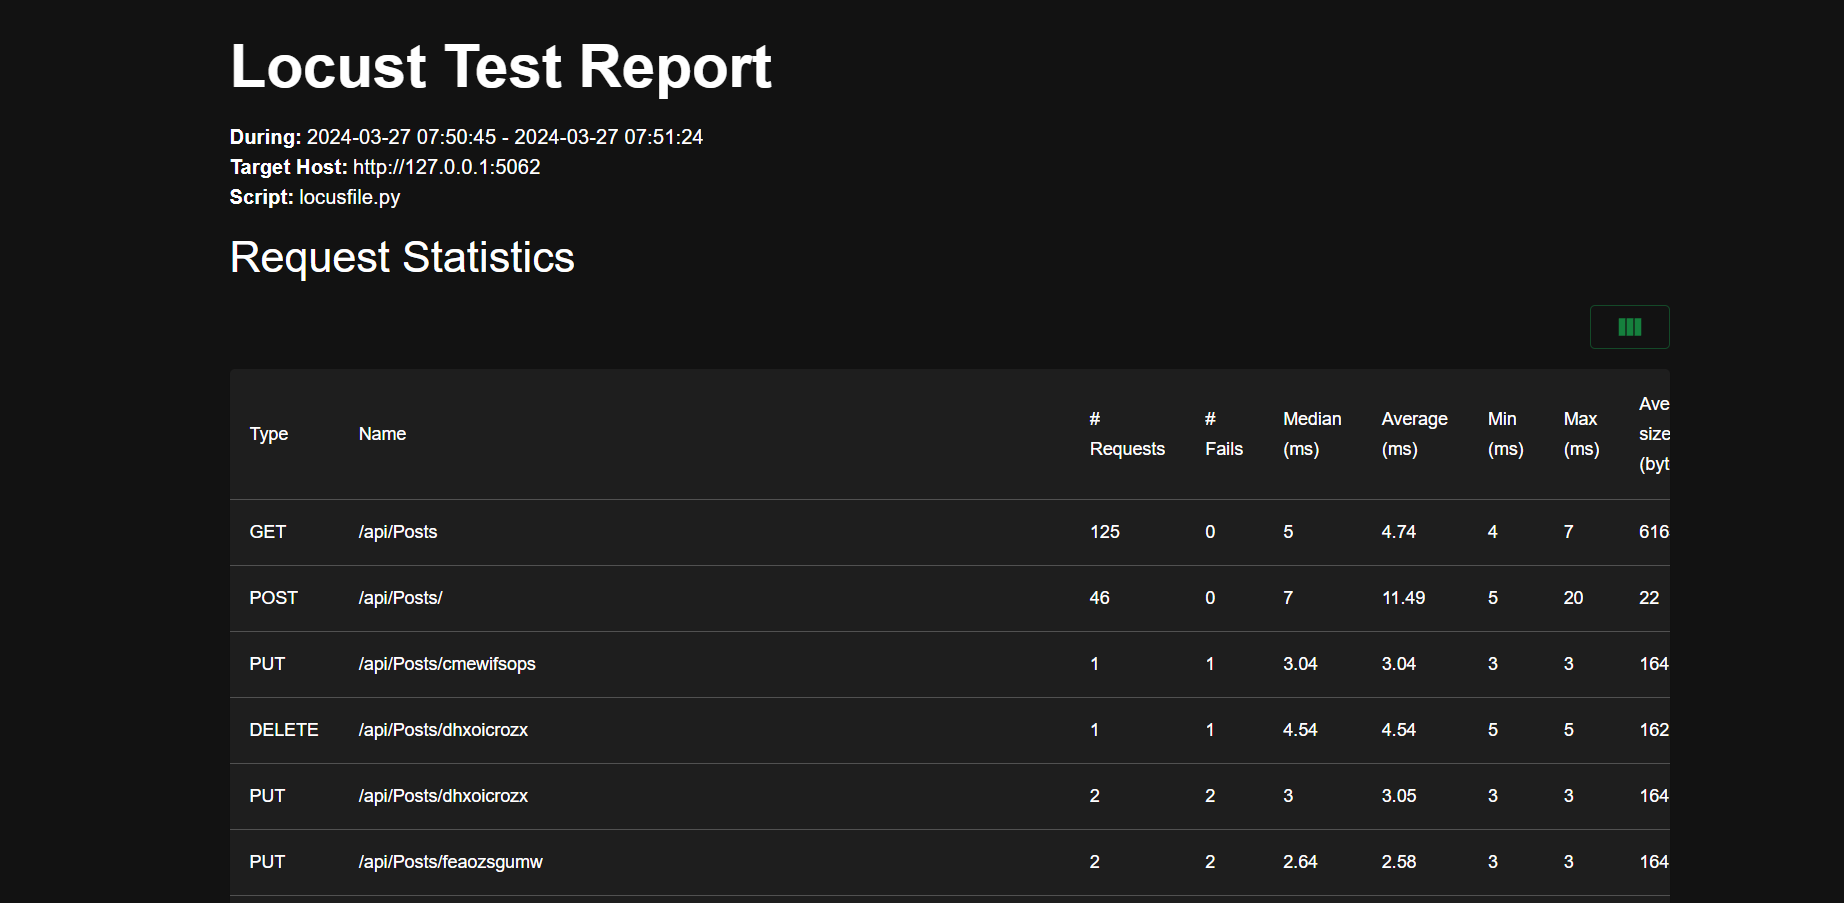 Locust Test Report
During: 2024-03-27 07:50:45 - 2024-03-27 07:51:24
Target Host: http://127.0.0.1:5062
Script: locusfile.py
Request Statistics
Type Name # Requests # Fails Median (ms) Average (ms) Min (ms) Max (ms) Ave size (byt
GET /api/Posts 125 0 5 4.74 4 7 616
POST /api/Posts/ 46 0 7 11.49 5 20 22
PUT /api/Posts/cmewifsops 1 1 3.04 3.04 3 3 164
DELETE /api/Posts/dhxoicrozx 1 1 4.54 4.54 5 5 162
PUT /api/Posts/dhxoicrozx 2 2 3 3.05 3 3 164
PUT /api/Posts/feaozsgumw 2 2 2.64 2.58 3 3 164